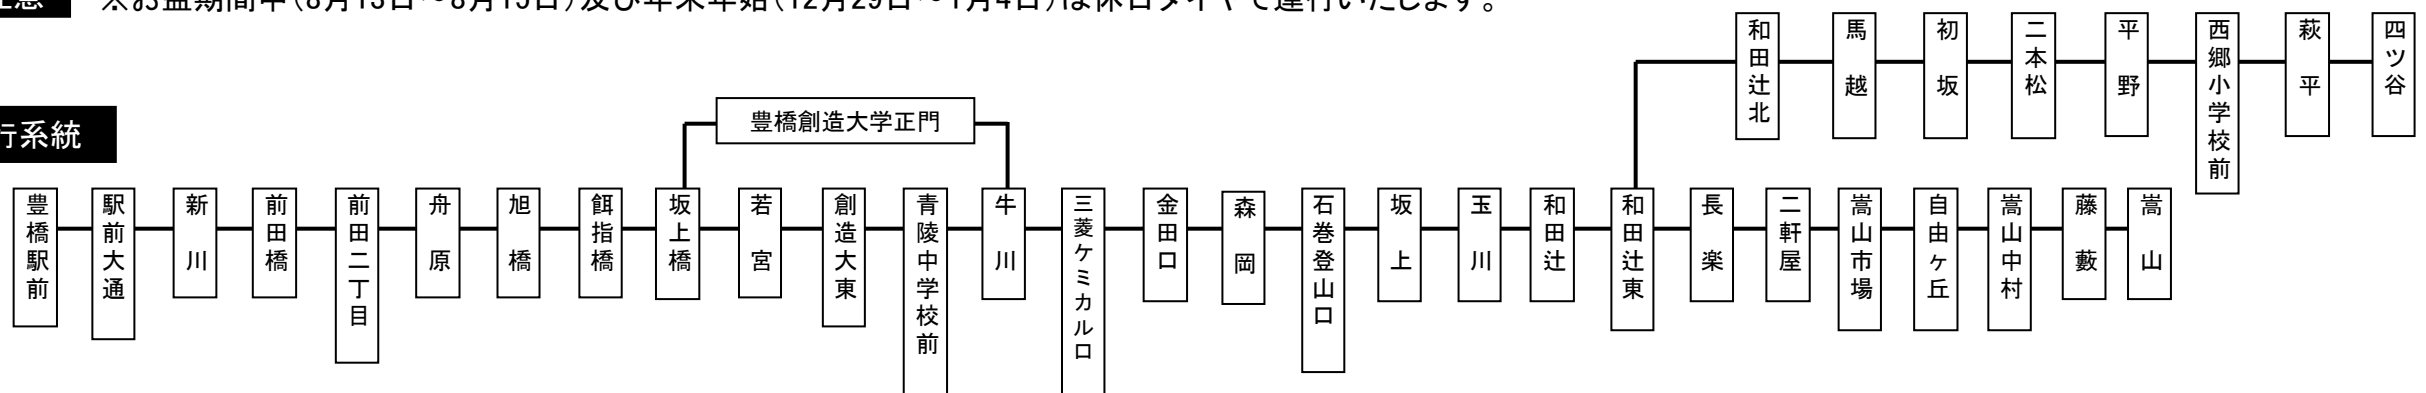 ※お盆期間中(8月13日～8月15日)及び年末年始(12月29日～1月4日)は休日ダイヤで運行いたします。
和田辻北
馬越
初坂
二本松
平野
西郷小学校前
萩平
四ツ谷
豊橋創造大学正門
行系統
豊橋駅前
駅前大通
新川
前田橋
前田二丁目
舟原
旭橋
餌指橋
坂上橋
若宮
創造大東
青陵中学校前
牛川
三菱ケミカル口
金田口
森岡
石巻登山口
坂上
玉川
和田辻
和田辻東
長楽
二軒屋
嵩山市場
自由ヶ丘
嵩山中村
藤藪
嵩山